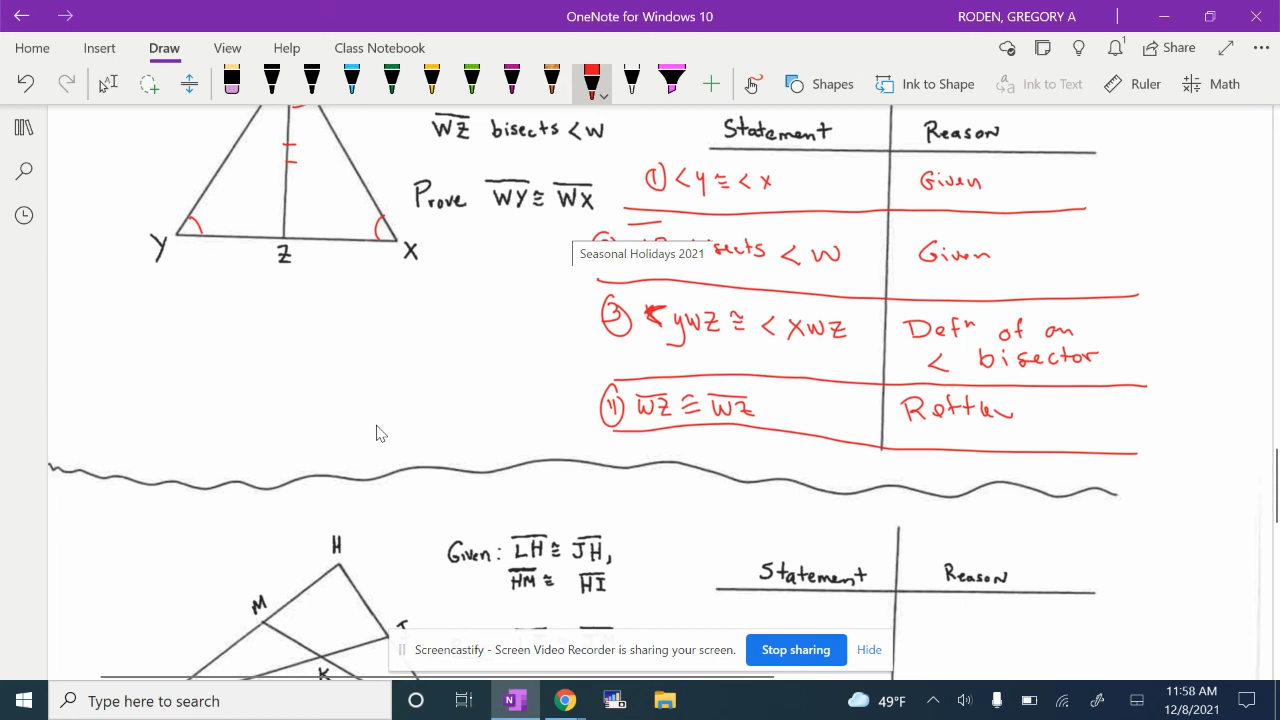 OneNote for Windows 10
RODEN, GREGORY A
Home Insert Draw View Help Class Notebook
1
Share
Shapes
Ink to Shape
Ink to Text
Ruler
Math
WZ bisects <W
Prove WY ≅ WX
Y
Z
X
Statement Reason
① <y ≅ <x Given
Seasonal Holidays 2021
sects <W Given
③ <YWZ ≅ <XWZ Defⁿ of an
< bisector
WZ ≅ WZ
Given: LH ≅ JH,
HM ≅ HI
H
M
K
Statement Reason
Screencastify - Screen Video Recorder is sharing your screen.
Stop sharing
Hide
Type here to search
49°F
11:58 AM
12/8/2021